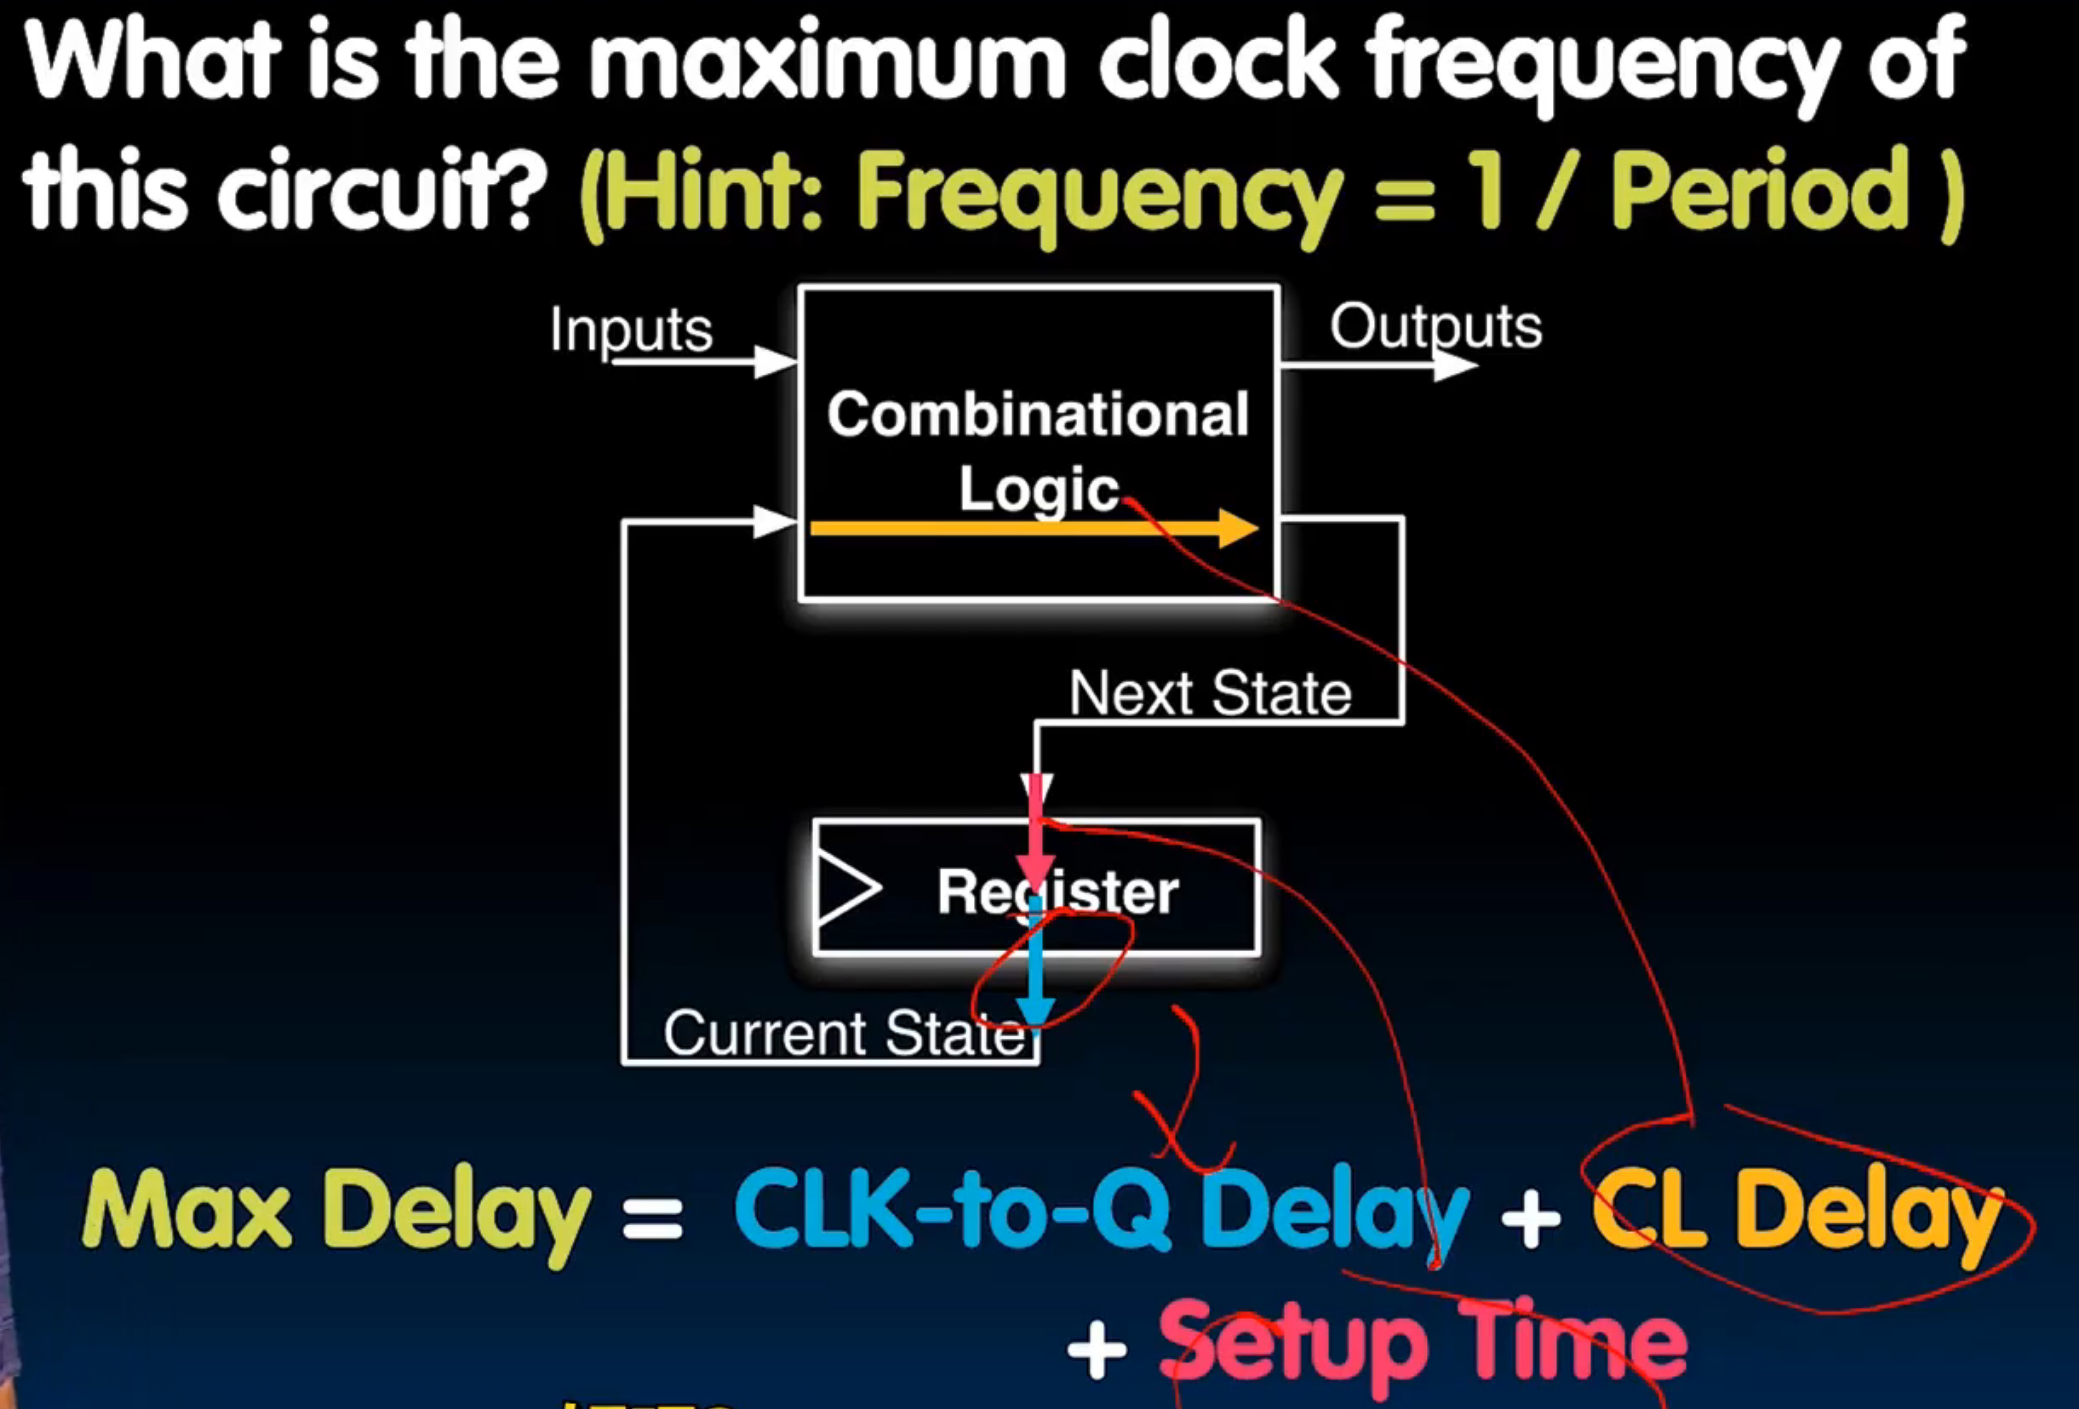 What is the maximum clock frequency of
this circuit? (Hint: Frequency = 1 / Period )
Inputs
Outputs
Combinational
Logic
Next State
Register
Current State
Max Delay = CLK-to-Q Delay + CL Delay
+ Setup Time